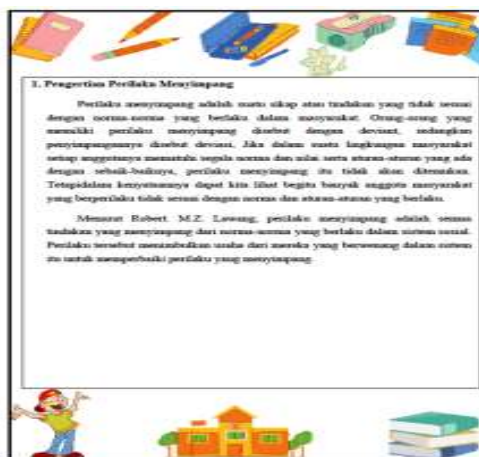 1. Pengertian Perilaku Menyimpang
Perilaku menyimpang adalah suatu sikap atau tindakan yang tidak sesuai
dengan norma-norma yang berlaku dalam masyarakat. Orang-orang yang
memiliki perilaku menyimpang disebut dengan deviant, sedangkan
penyimpangannya disebut deviasi. Jika dalam suatu lingkungan masyarakat
setiap anggotanya mematuhi segala norma dan nilai serta aturan-aturan yang ada
dengan sebaik-baiknya, perilaku menyimpang itu tidak akan ditemukan.
Tetapidalam kenyataannya dapat kita lihat begitu banyak anggota masyarakat
yang berperilaku tidak sesuai dengan norma dan aturan-aturan yang berlaku.
Menurut Robert. M.Z. Lawang, perilaku menyimpang adalah semua
tindakan yang menyimpang dari norma-norma yang berlaku dalam sistem sosial.
Perilaku tersebut menimbulkan usaha dari mereka yang berwenang dalam sistem
itu untuk memperbaiki perilaku yang menyimpang.